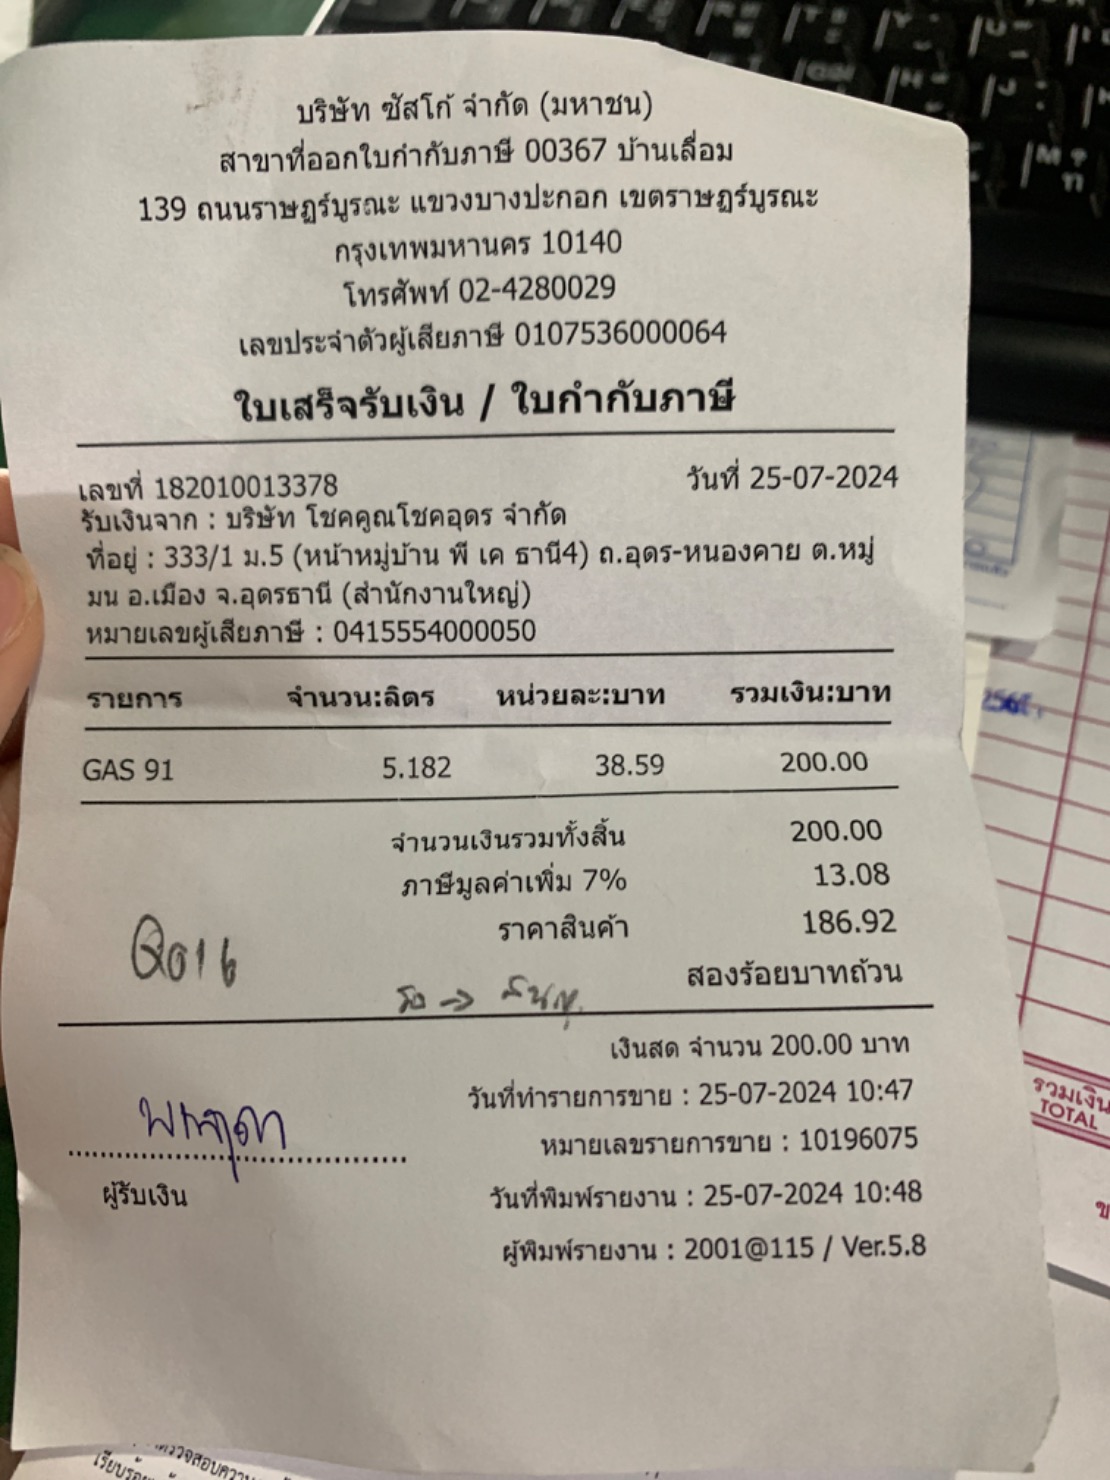 บริษัท ซัสโก้ จำกัด (มหาชน)
สาขาที่ออกใบกำกับภาษี 00367 บ้านเลื่อม
139 ถนนราษฎร์บูรณะ แขวงบางปะกอก เขตราษฎร์บูรณะ
กรุงเทพมหานคร 10140
โทรศัพท์ 02-4280029
เลขประจำตัวผู้เสียภาษี 0107536000064
ใบเสร็จรับเงิน / ใบกำกับภาษี
เลขที่ 182010013378 วันที่ 25-07-2024
รับเงินจาก : บริษัท โชคคูณโชคอุดร จำกัด
ที่อยู่ : 333/1 ม.5 (หน้าหมู่บ้าน พี เค ธานี4) ถ.อุดร-หนองคาย ต.หมู่
มน อ.เมือง จ.อุดรธานี (สำนักงานใหญ่)
หมายเลขผู้เสียภาษี : 0415554000050
รายการ จำนวน:ลิตร หน่วยละ:บาท รวมเงิน:บาท
GAS 91 5.182 38.59 200.00
จำนวนเงินรวมทั้งสิ้น 200.00
ภาษีมูลค่าเพิ่ม 7% 13.08
ราคาสินค้า 186.92
สองร้อยบาทถ้วน
เงินสด จำนวน 200.00 บาท
วันที่ทำรายการขาย : 25-07-2024 10:47
หมายเลขรายการขาย : 10196075
ผู้รับเงิน
วันที่พิมพ์รายงาน : 25-07-2024 10:48
ผู้พิมพ์รายงาน : 2001@115 / Ver.5.8
รวมเงิน
TOTAL